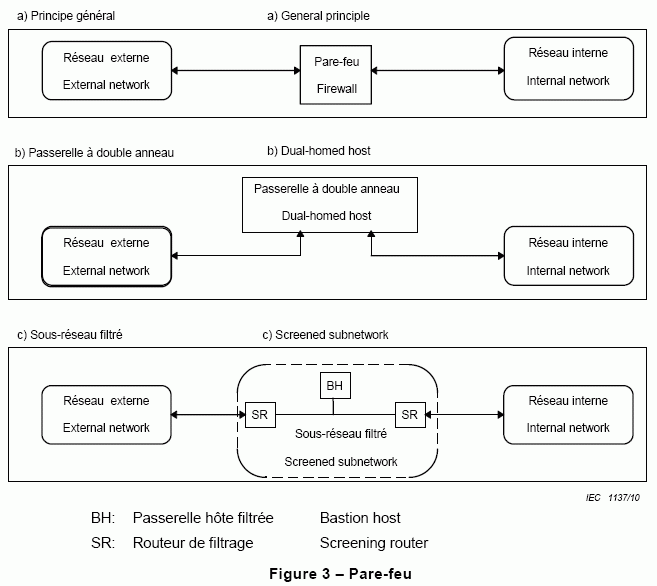 a) Principe général a) General principle
Réseau externe
External network
Pare-feu
Firewall
Réseau interne
Internal network
b) Passerelle à double anneau b) Dual-homed host
Passerelle à double anneau
Dual-homed host
Réseau externe
External network
Réseau interne
Internal network
c) Sous-réseau filtré c) Screened subnetwork
Réseau externe
External network
BH
SR
SR
Sous-réseau filtré
Screened subnetwork
Réseau interne
Internal network
IEC 1137/10
BH: Passerelle hôte filtrée Bastion host
SR: Routeur de filtrage Screening router
Figure 3 – Pare-feu